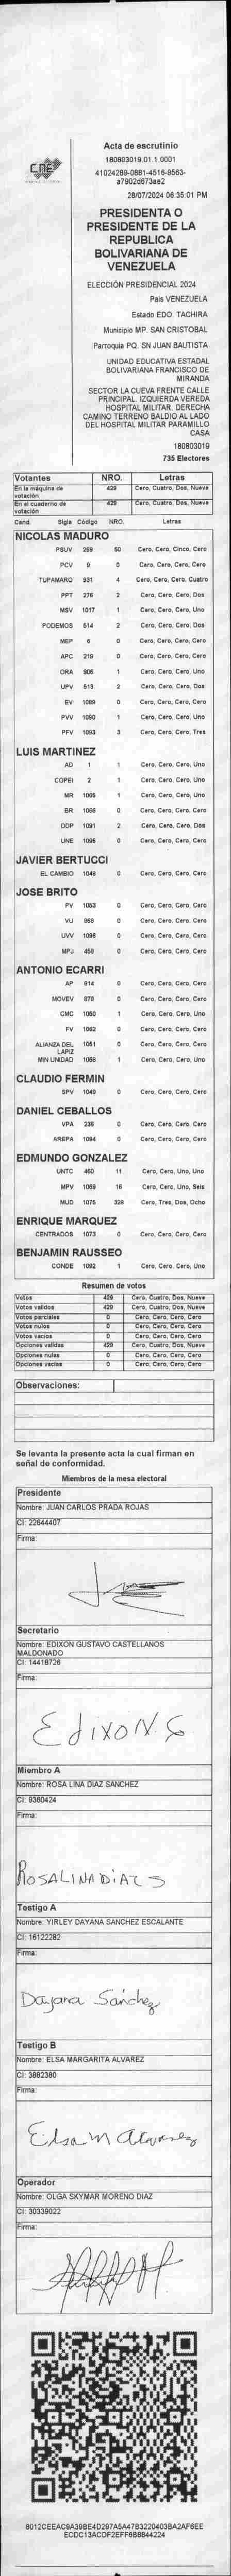 CNE
Acta de escrutinio
180803019.01.1.0001
41024289-0881-4516-9563-
a7902d673ae2
28/07/2024 06:35:01 PM
PRESIDENTA O
PRESIDENTE DE LA
REPUBLICA
BOLIVARIANA DE
VENEZUELA
ELECCIÓN PRESIDENCIAL 2024
País VENEZUELA
Estado EDO. TACHIRA
Municipio MP. SAN CRISTOBAL
Parroquia PQ. SN JUAN BAUTISTA
UNIDAD EDUCATIVA ESTADAL
BOLIVARIANA FRANCISCO DE
MIRANDA
SECTOR LA CUEVA FRENTE CALLE
PRINCIPAL. IZQUIERDA VEREDA
HOSPITAL MILITAR. DERECHA
CAMINO TERRENO BALDIO AL LADO
DEL HOSPITAL MILITAR PARAMILLO
CASA
180803019
735 Electores
Votantes NRO. Letras
En la máquina de votación 429 Cero, Cuatro, Dos, Nueve
En el cuaderno de votación 429 Cero, Cuatro, Dos, Nueve
Cand. Sigla Código NRO. Letras
NICOLAS MADURO
PSUV 269 50 Cero, Cero, Cinco, Cero
PCV 9 0 Cero, Cero, Cero, Cero
TUPAMARO 931 4 Cero, Cero, Cero, Cuatro
PPT 276 2 Cero, Cero, Cero, Dos
MSV 1017 1 Cero, Cero, Cero, Uno
PODEMOS 514 2 Cero, Cero, Cero, Dos
MEP 6 0 Cero, Cero, Cero, Cero
APC 219 0 Cero, Cero, Cero, Cero
ORA 906 1 Cero, Cero, Cero, Uno
UPV 513 2 Cero, Cero, Cero, Dos
EV 1099 0 Cero, Cero, Cero, Cero
PVV 1090 1 Cero, Cero, Cero, Uno
PFV 1093 3 Cero, Cero, Cero, Tres
LUIS MARTINEZ
AD 1 1 Cero, Cero, Cero, Uno
COPEI 2 1 Cero, Cero, Cero, Uno
MR 1065 1 Cero, Cero, Cero, Uno
BR 1066 0 Cero, Cero, Cero, Cero
DDP 1091 2 Cero, Cero, Cero, Dos
UNE 1095 0 Cero, Cero, Cero, Cero
JAVIER BERTUCCI
EL CAMBIO 1048 0 Cero, Cero, Cero, Cero
JOSE BRITO
PV 1053 0 Cero, Cero, Cero, Cero
VU 868 0 Cero, Cero, Cero, Cero
UVV 1096 0 Cero, Cero, Cero, Cero
MPJ 456 0 Cero, Cero, Cero, Cero
ANTONIO ECARRI
AP 914 0 Cero, Cero, Cero, Cero
MOVEV 878 0 Cero, Cero, Cero, Cero
CMC 1050 1 Cero, Cero, Cero, Uno
FV 1062 0 Cero, Cero, Cero, Cero
ALIANZA DEL LAPIZ 1051 0 Cero, Cero, Cero, Cero
MIN UNIDAD 1058 1 Cero, Cero, Cero, Uno
CLAUDIO FERMIN
SPV 1049 0 Cero, Cero, Cero, Cero
DANIEL CEBALLOS
VPA 236 0 Cero, Cero, Cero, Cero
AREPA 1094 0 Cero, Cero, Cero, Cero
EDMUNDO GONZALEZ
UNTC 460 11 Cero, Cero, Uno, Uno
MPV 1069 16 Cero, Cero, Uno, Seis
MUD 1075 328 Cero, Tres, Dos, Ocho
ENRIQUE MARQUEZ
CENTRADOS 1073 0 Cero, Cero, Cero, Cero
BENJAMIN RAUSSEO
CONDE 1092 1 Cero, Cero, Cero, Uno
Resumen de votos
Votos 429 Cero, Cuatro, Dos, Nueve
Votos validos 429 Cero, Cuatro, Dos, Nueve
Votos parciales 0 Cero, Cero, Cero, Cero
Votos nulos 0 Cero, Cero, Cero, Cero
Votos vacios 0 Cero, Cero, Cero, Cero
Opciones validas 429 Cero, Cuatro, Dos, Nueve
Opciones nulas 0 Cero, Cero, Cero, Cero
Opciones vacias 0 Cero, Cero, Cero, Cero
Observaciones:
Se levanta la presente acta la cual firman en
señal de conformidad.
Miembros de la mesa electoral
Presidente
Nombre: JUAN CARLOS PRADA ROJAS
CI: 22644407
Firma:
Secretario
Nombre: EDIXON GUSTAVO CASTELLANOS
MALDONADO
CI: 14418726
Firma:
EdIXON G
Miembro A
Nombre: ROSA LINA DIAZ SANCHEZ
CI: 9360424
Firma:
ROSALINA DIAZ S
Testigo A
Nombre: YIRLEY DAYANA SANCHEZ ESCALANTE
CI: 16122282
Firma:
Dayana Sánchez
Testigo B
Nombre: ELSA MARGARITA ALVAREZ
CI: 3882380
Firma:
Elsa M Alvarez
Operador
Nombre: OLGA SKYMAR MORENO DIAZ
CI: 30339022
Firma:
8012CEEAC9A39BE4D297A5A47B3220403BA2AF6EE
ECDC13ACDF2EFF6B8B44224